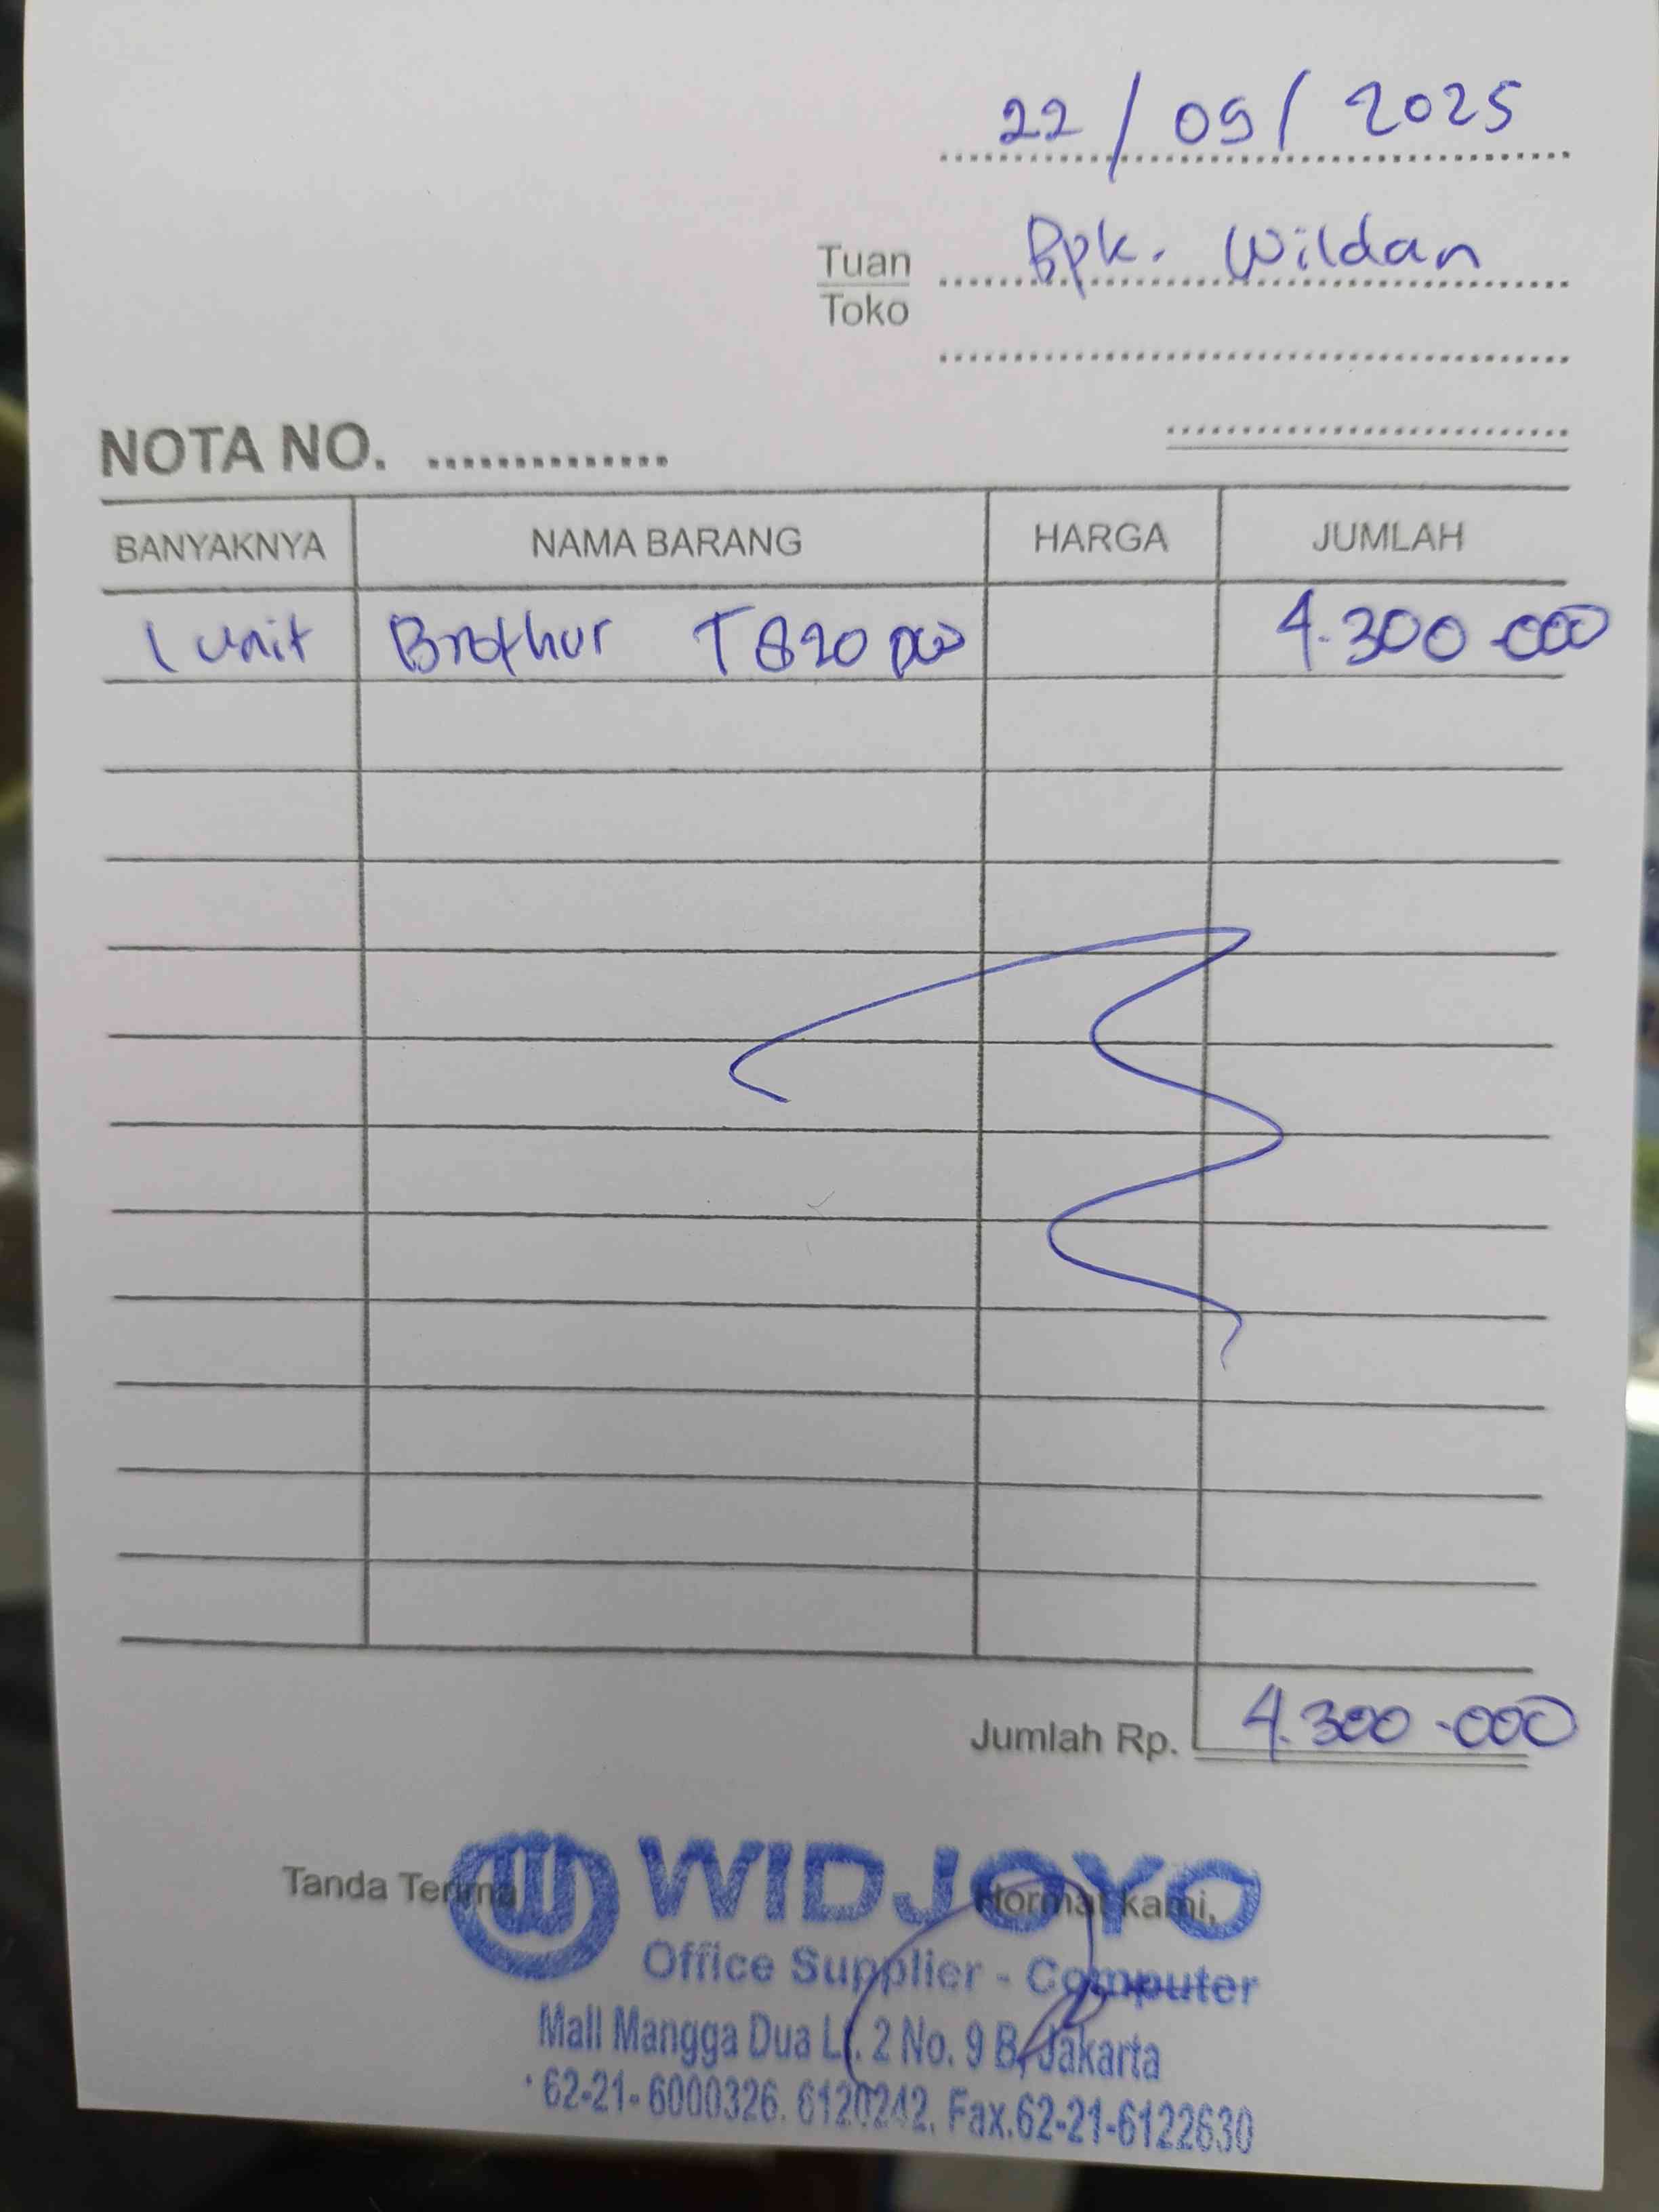 22 / 09 / 2025
Tuan Bpk. Wildan
Toko
NOTA NO.
BANYAKNYA NAMA BARANG HARGA JUMLAH
1 unit Brother T820 DW 4.300.000
Jumlah Rp. 4.300.000
Tanda Terima Hormat kami,
WIDJOYO
Office Supplier - Computer
Mall Mangga Dua Lt. 2 No. 9 B, Jakarta
62-21- 6000326. 6120242. Fax.62-21-6122630